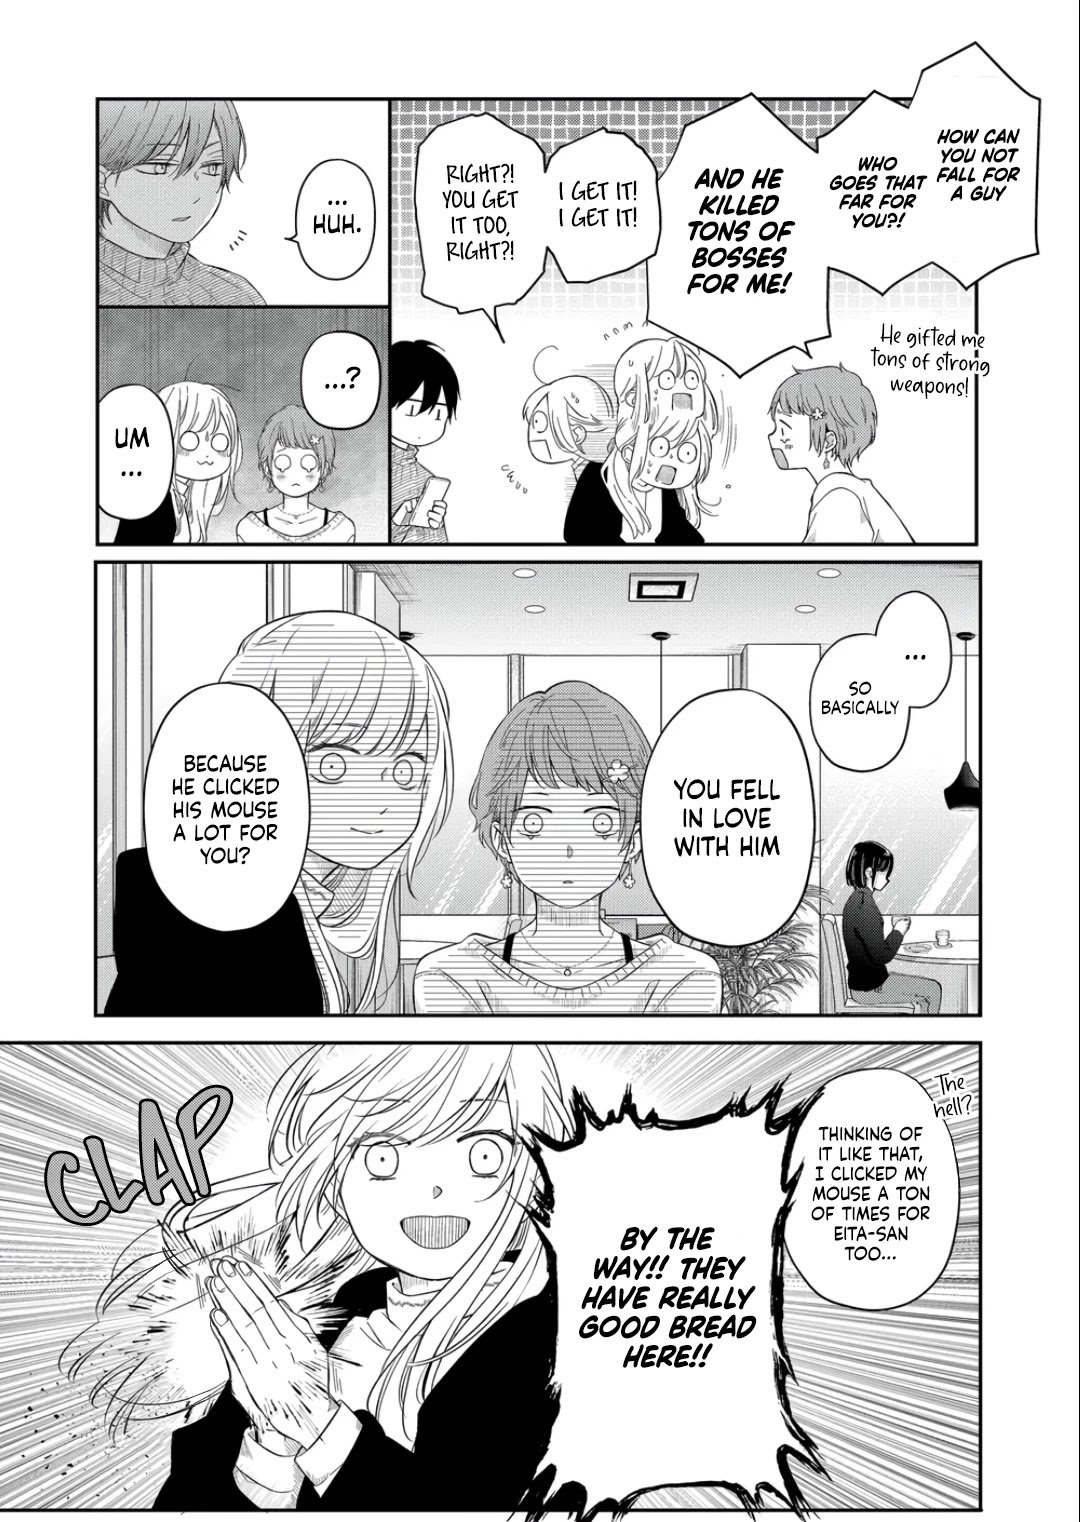 HOW CAN
YOU NOT
FALL FOR
A GUY
WHO
GOES THAT
FAR FOR
YOU?!
He gifted me
tons of strong
weapons!
AND HE
KILLED
TONS OF
BOSSES
FOR ME!
I GET IT!
I GET IT!
RIGHT?!
YOU GET
IT TOO,
RIGHT?!
...
HUH.
...?
UM
...
...
SO
BASICALLY
YOU FELL
IN LOVE
WITH HIM
BECAUSE
HE CLICKED
HIS MOUSE
A LOT FOR
YOU?
The
hell?
THINKING OF
IT LIKE THAT,
I CLICKED MY
MOUSE A TON
OF TIMES FOR
EITA-SAN
TOO...
BY THE
WAY!! THEY
HAVE REALLY
GOOD BREAD
HERE!!
CLAP